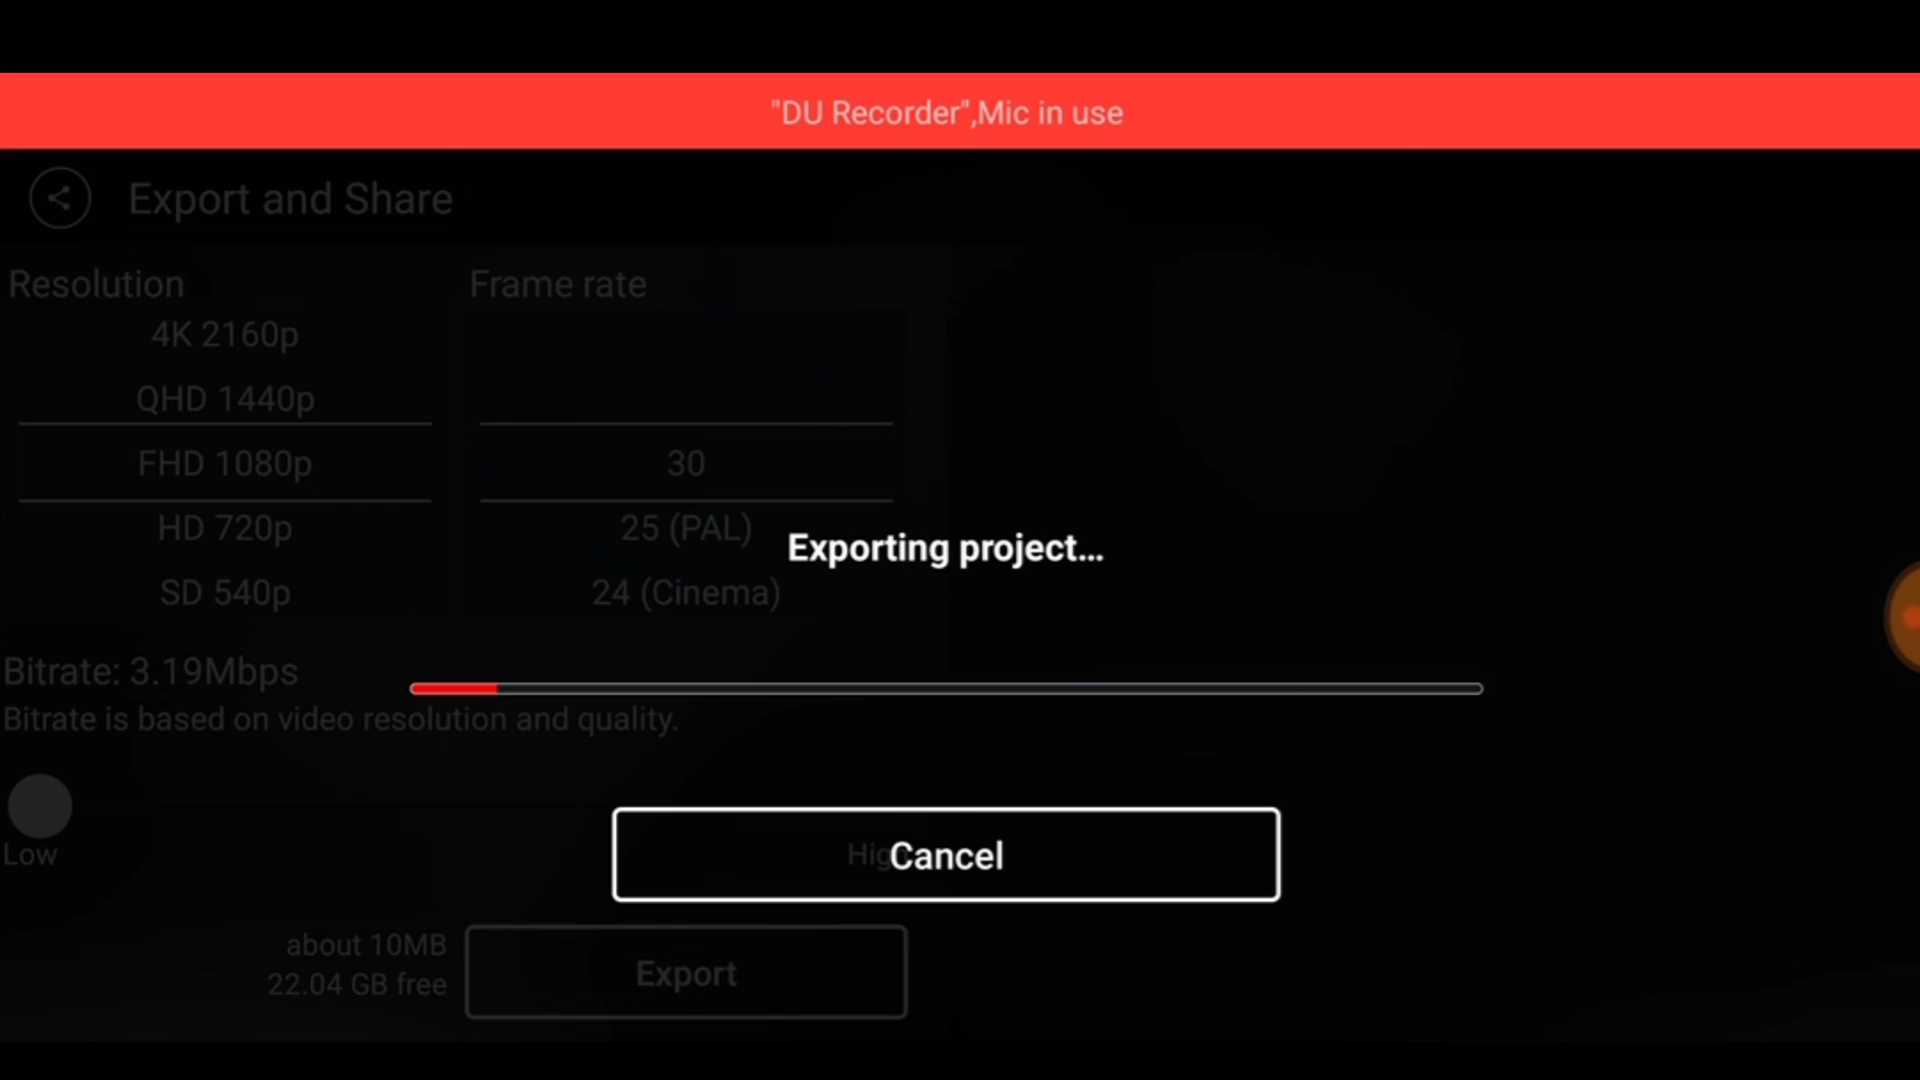 "DU Recorder",Mic in use
Export and Share
Resolution
Frame rate
4K 2160p
QHD 1440p
FHD 1080p
30
HD 720p
25 (PAL)
SD 540p
24 (Cinema)
Exporting project...
Bitrate: 3.19Mbps
Bitrate is based on video resolution and quality.
Low
Cancel
about 10MB
22.04 GB free
Export